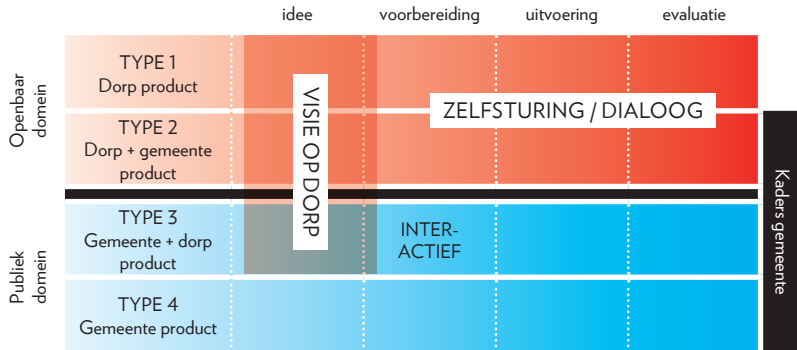 idee voorbereiding uitvoering evaluatie
Openbaar
domein
TYPE 1
Dorp product
TYPE 2
Dorp + gemeente
product
VISIE OP DORP
ZELFSTURING / DIALOOG
Publiek
domein
TYPE 3
Gemeente + dorp
product
INTER-
ACTIEF
TYPE 4
Gemeente product
Kaders gemeente